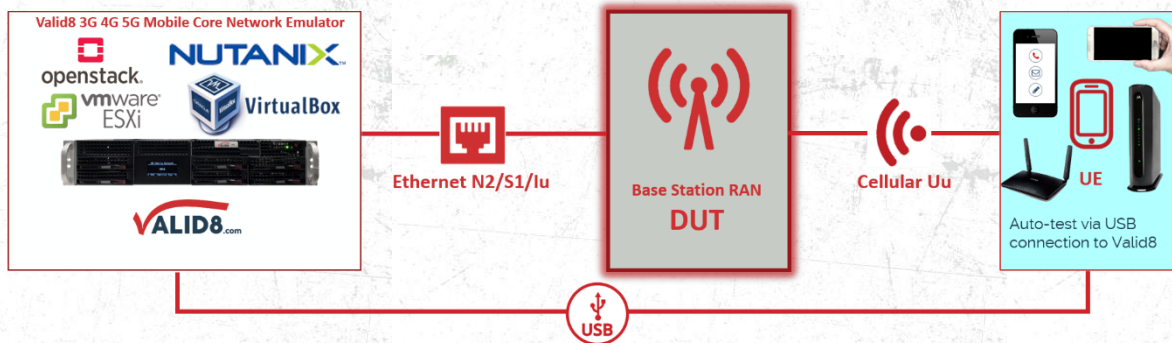 Valid8 3G 4G 5G Mobile Core Network Emulator
openstack.
NUTANIX™
vmware®
ESXi
VirtualBox
VALID8.com
Ethernet N2/S1/Iu
Base Station RAN
DUT
Cellular Uu
UE
Auto-test via USB
connection to Valid8
USB